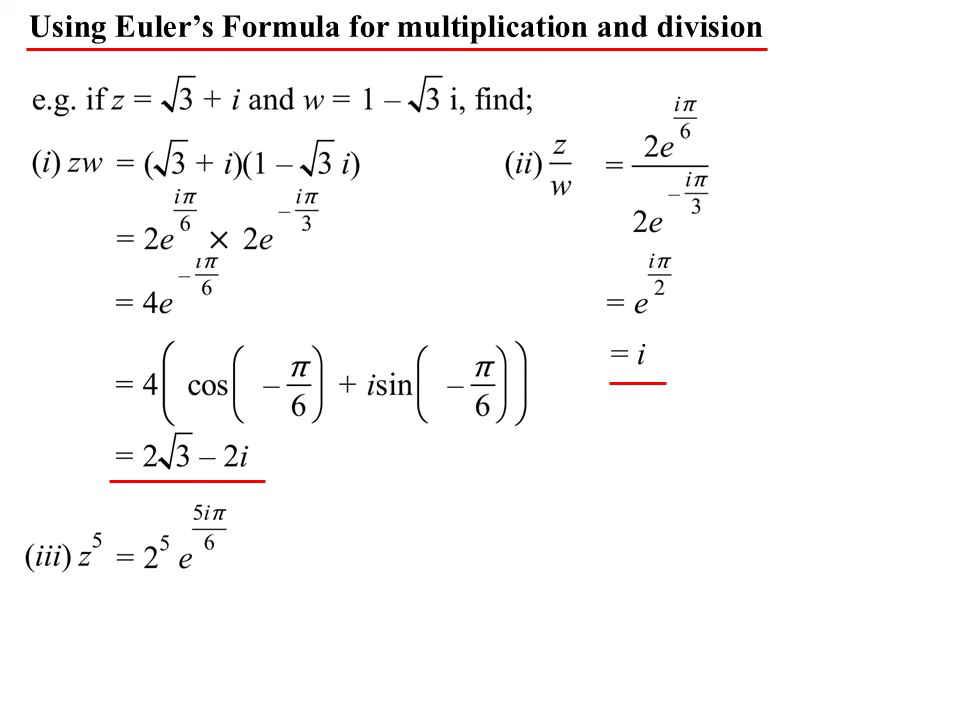 Using Euler's Formula for multiplication and division
e.g. if z = √3 + i and w = 1 – √3 i, find;
(i) zw = (√3 + i)(1 – √3 i)
= 2e^(iπ/6) × 2e^(–iπ/3)
= 4e^(–iπ/6)
= 4(cos(–π/6) + isin(–π/6))
= 2√3 – 2i
(ii) z/w = 2e^(iπ/6) / 2e^(–iπ/3)
= e^(iπ/2)
= i
(iii) z^5 = 2^5 e^(5iπ/6)